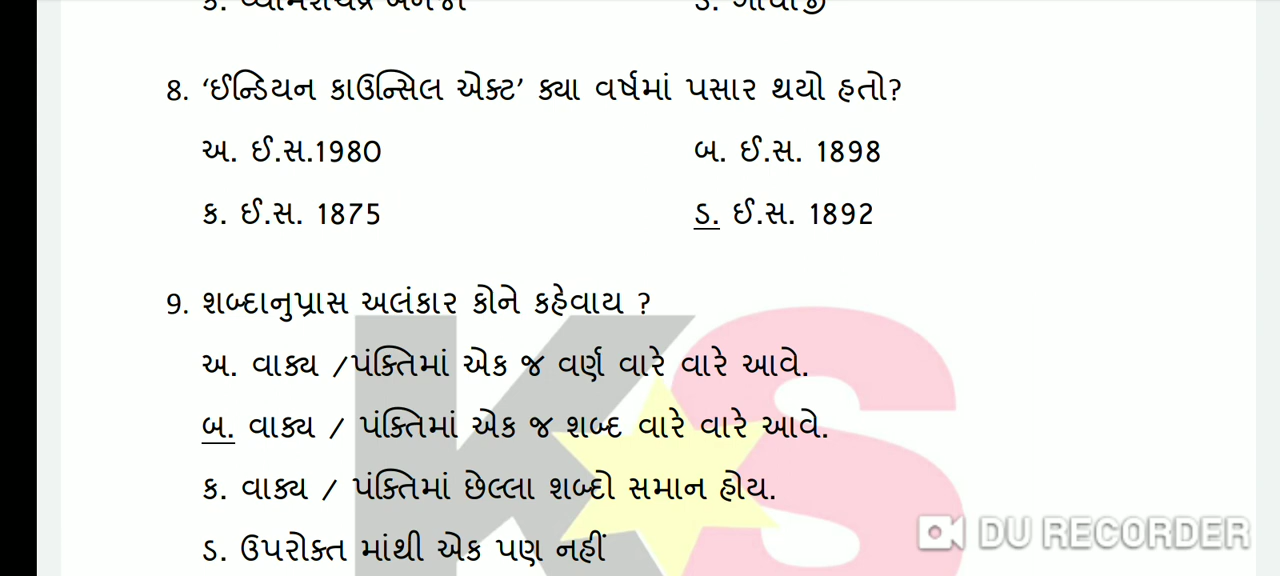 8. ‘ઈન્ડિયન કાઉન્સિલ એક્ટ’ ક્યા વર્ષમાં પસાર થયો હતો?
અ. ઈ.સ.1980 બ. ઈ.સ. 1898
ક. ઈ.સ. 1875 ડ. ઈ.સ. 1892
9. શબ્દાનુપ્રાસ અલંકાર કોને કહેવાય ?
અ. વાક્ય /પંક્તિમાં એક જ વર્ણ વારે વારે આવે.
બ. વાક્ય / પંક્તિમાં એક જ શબ્દ વારે વારે આવે.
ક. વાક્ય / પંક્તિમાં છેલ્લા શબ્દો સમાન હોય.
ડ. ઉપરોક્ત માંથી એક પણ નહીં
KS
DU RECORDER